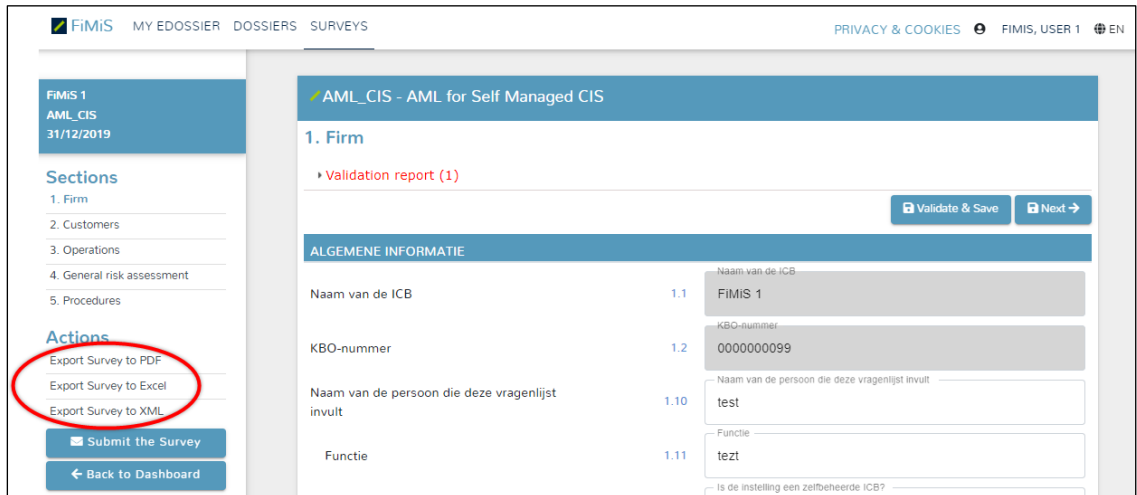 FiMiS MY EDOSSIER DOSSIERS SURVEYS PRIVACY & COOKIES FIMIS, USER 1 EN
FiMiS 1
AML_CIS
31/12/2019
Sections
1. Firm
2. Customers
3. Operations
4. General risk assessment
5. Procedures
Actions
Export Survey to PDF
Export Survey to Excel
Export Survey to XML
Submit the Survey
Back to Dashboard
AML_CIS - AML for Self Managed CIS
1. Firm
Validation report (1)
Validate & Save Next
ALGEMENE INFORMATIE
Naam van de ICB
Naam van de ICB 1.1 FiMiS 1
KBO-nummer
KBO-nummer 1.2 0000000099
Naam van de persoon die deze vragenlijst invult
Naam van de persoon die deze vragenlijst
invult 1.10 test
Functie
Functie 1.11 tezt
Is de instelling een zelfbeheerde ICB?